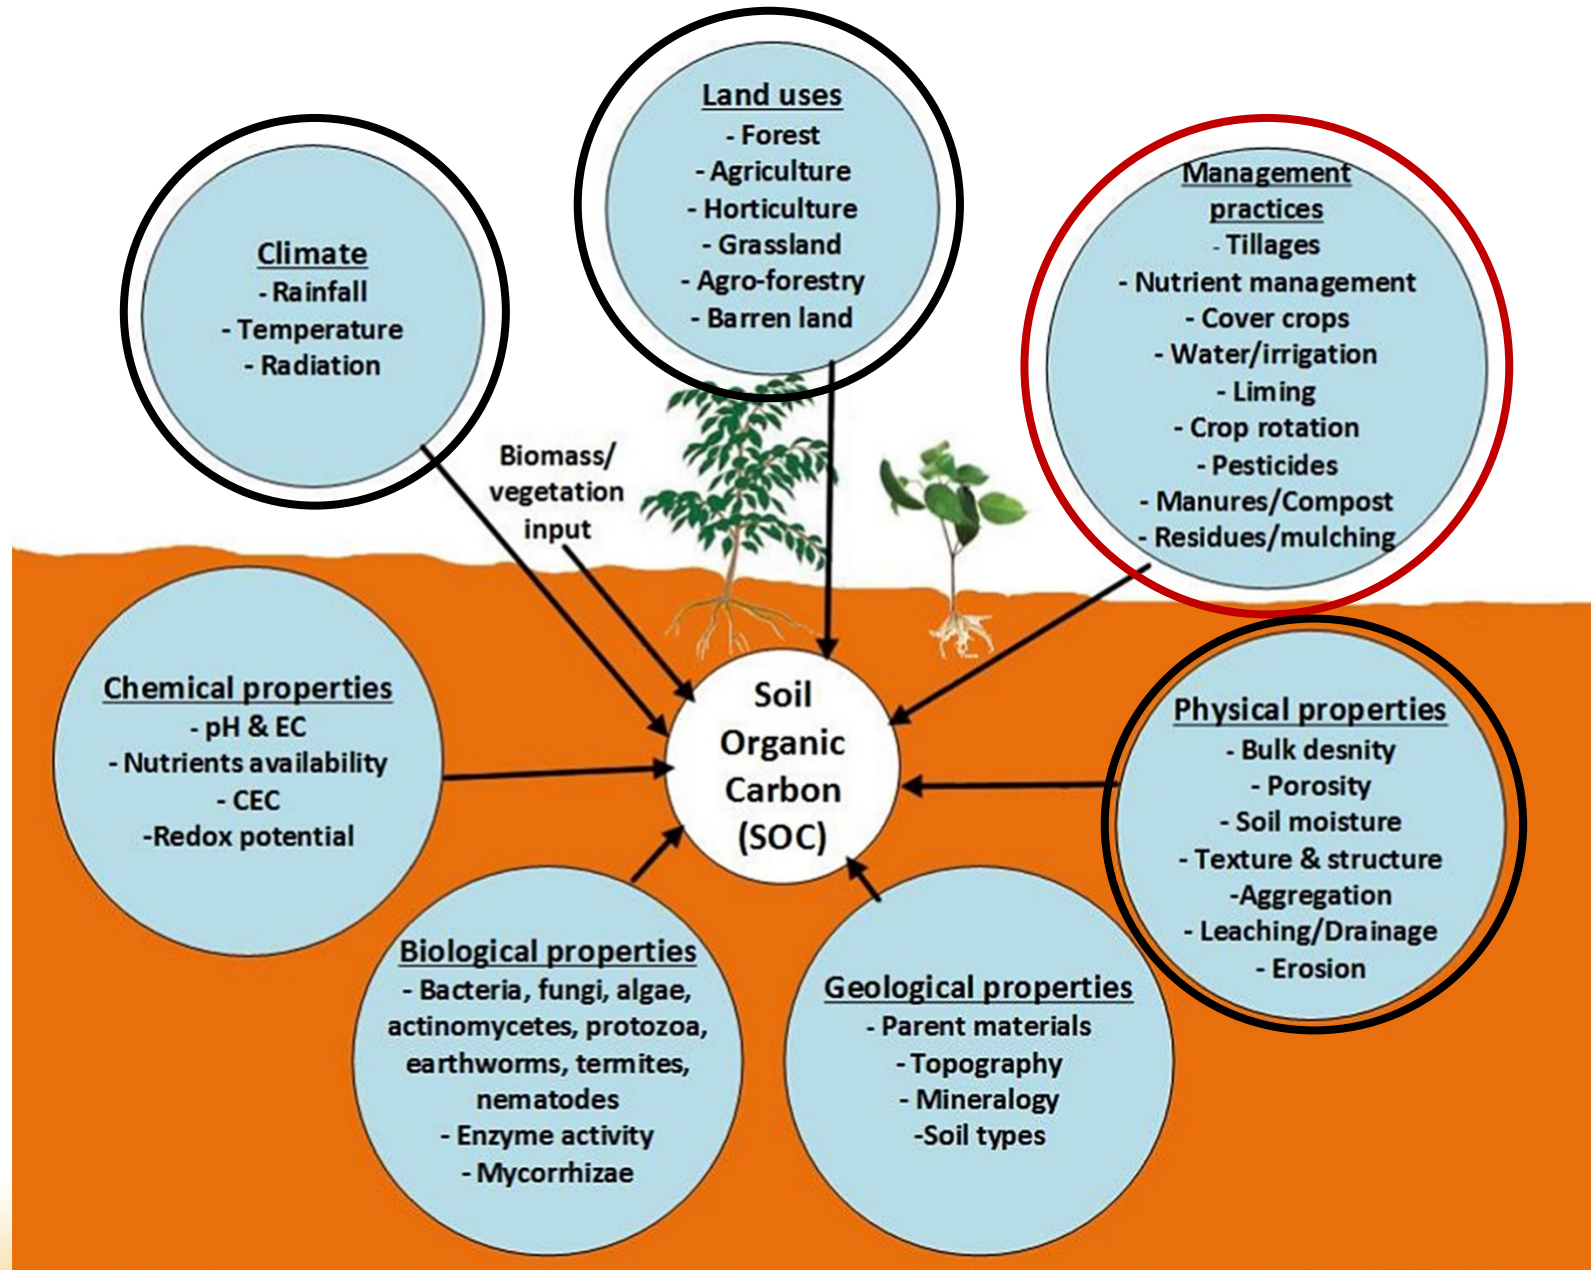 Land uses
- Forest
- Agriculture
- Horticulture
- Grassland
- Agro-forestry
- Barren land
Climate
- Rainfall
- Temperature
- Radiation
Management
practices
- Tillages
- Nutrient management
- Cover crops
- Water/irrigation
- Liming
- Crop rotation
- Pesticides
- Manures/Compost
- Residues/mulching
Biomass/
vegetation
input
Chemical properties
- pH & EC
- Nutrients availability
- CEC
-Redox potential
Soil
Organic
Carbon
(SOC)
Physical properties
- Bulk desnity
- Porosity
- Soil moisture
- Texture & structure
-Aggregation
- Leaching/Drainage
- Erosion
Biological properties
- Bacteria, fungi, algae,
actinomycetes, protozoa,
earthworms, termites,
nematodes
- Enzyme activity
- Mycorrhizae
Geological properties
- Parent materials
- Topography
- Mineralogy
-Soil types